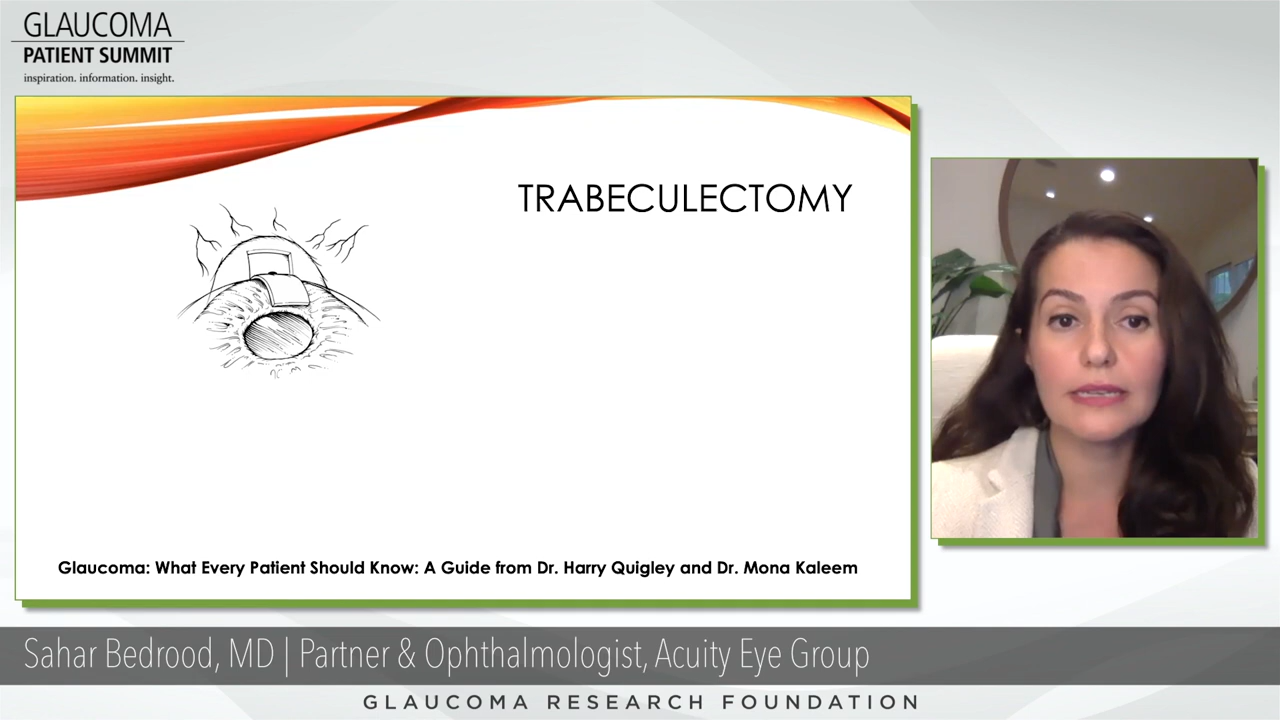 GLAUCOMA
PATIENT SUMMIT
inspiration. information. insight.
TRABECULECTOMY
Glaucoma: What Every Patient Should Know: A Guide from Dr. Harry Quigley and Dr. Mona Kaleem
Sahar Bedrood, MD | Partner & Ophthalmologist, Acuity Eye Group
GLAUCOMA RESEARCH FOUNDATION